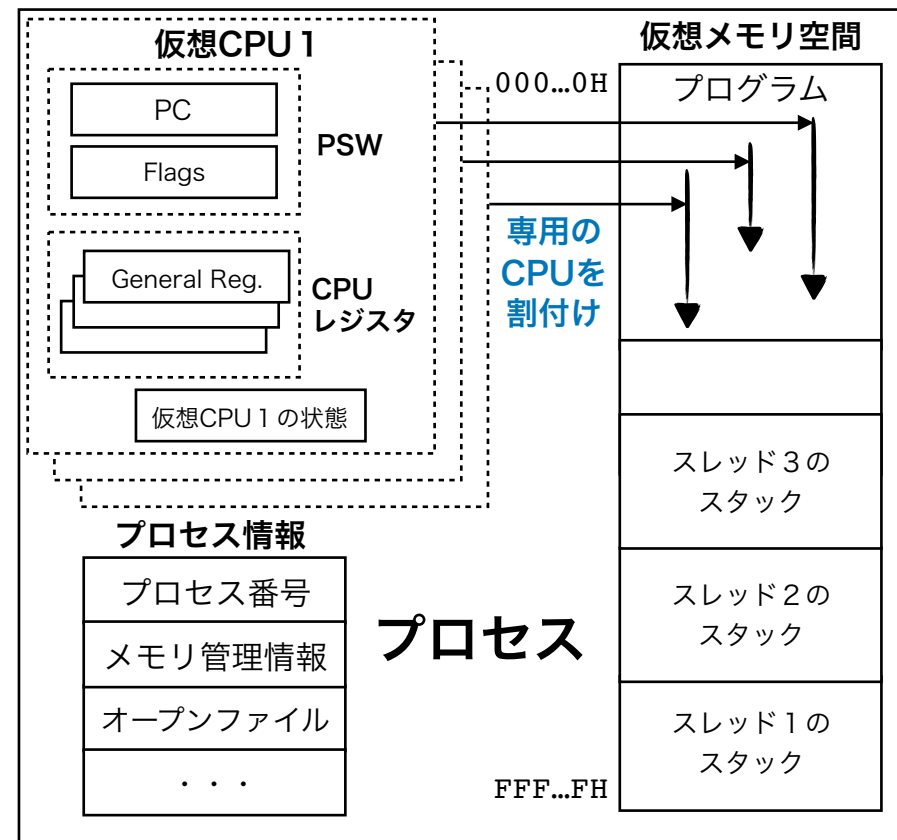 仮想CPU１
PC
Flags
PSW
General Reg.
CPU
レジスタ
仮想CPU１の状態
プロセス情報
プロセス番号
メモリ管理情報
オープンファイル
・・・
プロセス
専用の
CPUを
割付け
仮想メモリ空間
000…0H
プログラム
スレッド３の
スタック
スレッド２の
スタック
スレッド１の
スタック
FFF…FH